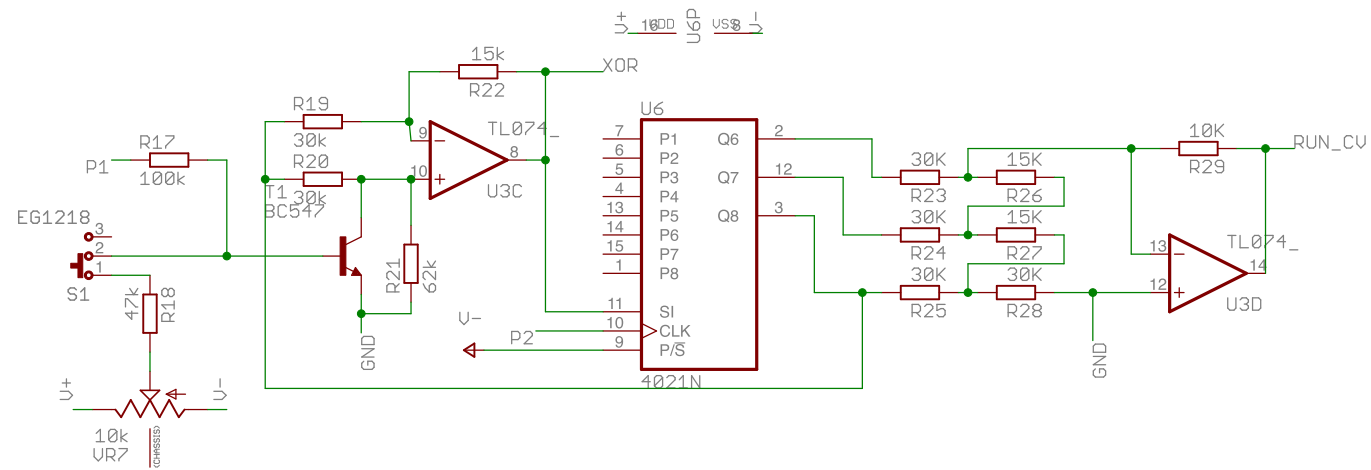 V+
16
VDD
U6P
VSS
8
V-
15k
R22
XOR
U6
R19
30k
9
TL074_
8
U3C
R20
30k
10
T1
BC547
R17
P1
100k
EG1218
3
2
1
S1
47k
R18
R21
62k
GND
V+
V-
10k
VR7
<CHASSIS>
V-
P2
7
P1
6
P2
5
P3
4
P4
13
P5
14
P6
15
P7
1
P8
11
SI
10
CLK
9
P/S
Q6
2
Q7
12
Q8
3
4021N
30K
R23
15K
R26
30K
R24
15K
R27
30K
R25
30K
R28
GND
10K
R29
RUN_CV
TL074_
13
14
12
U3D